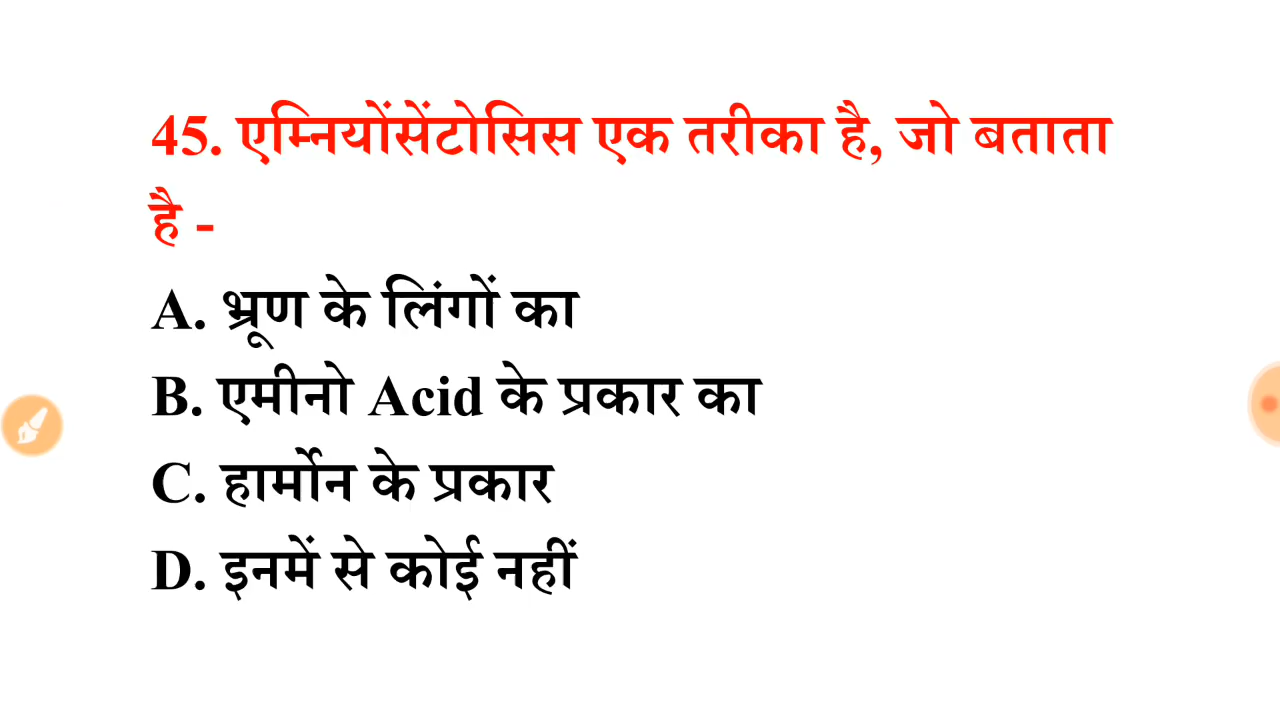 45. एम्नियोंसेंटोसिस एक तरीका है, जो बताता
है -
A. भ्रूण के लिंगों का
B. एमीनो Acid के प्रकार का
C. हार्मोन के प्रकार
D. इनमें से कोई नहीं